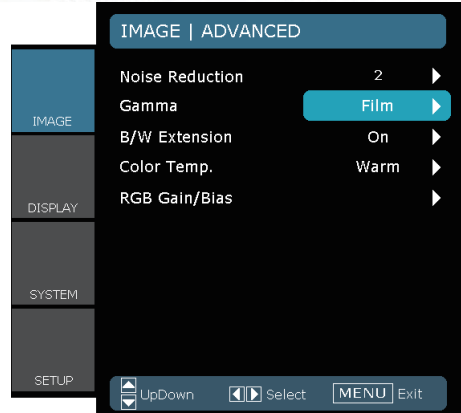 IMAGE | ADVANCED
Noise Reduction 2
Gamma Film
B/W Extension On
Color Temp. Warm
RGB Gain/Bias
IMAGE
DISPLAY
SYSTEM
SETUP
UpDown Select MENU Exit